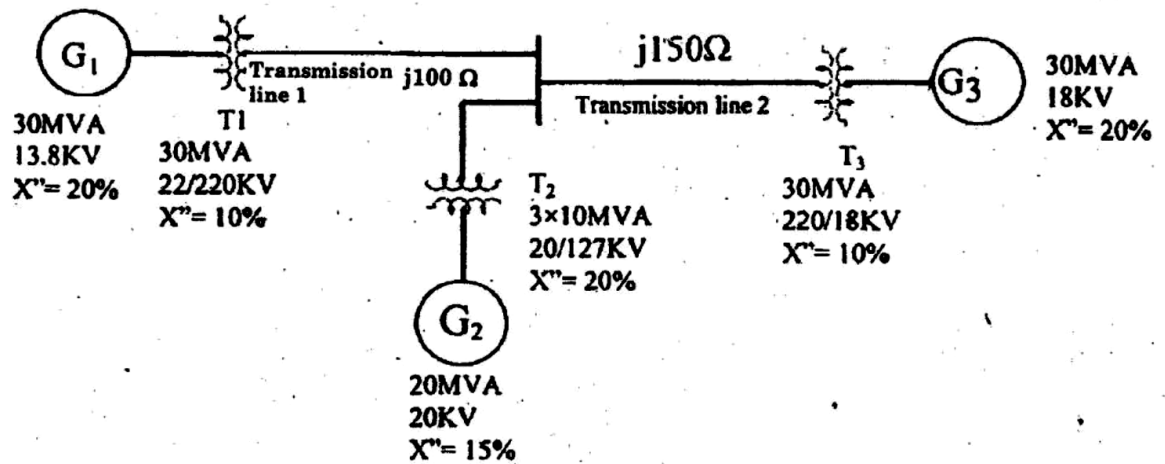 G1
Transmission
line 1
j100 Ω
T1
30MVA
13.8KV
X"= 20%
30MVA
22/220KV
X"= 10%
j150Ω
Transmission line 2
G3
30MVA
18KV
X"= 20%
T3
30MVA
220/18KV
X"= 10%
T2
3×10MVA
20/127KV
X"= 20%
G2
20MVA
20KV
X"= 15%